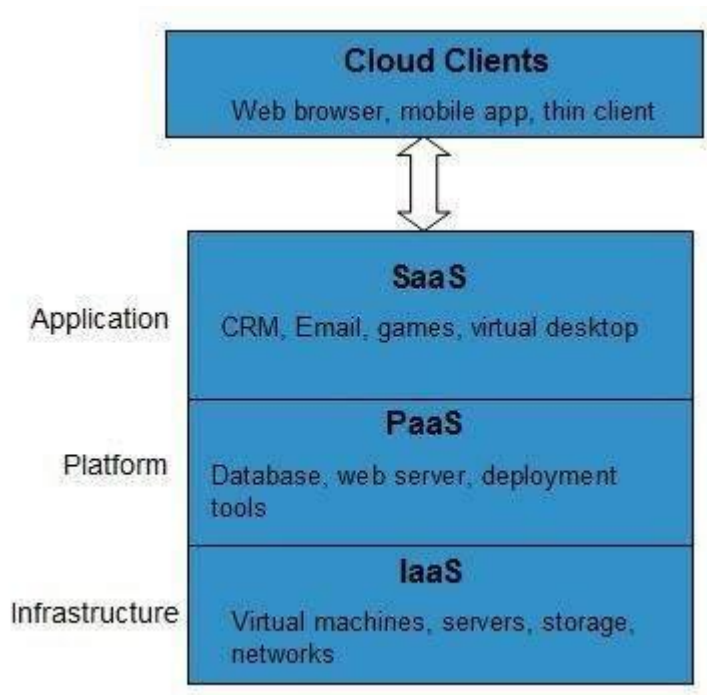 Cloud Clients
Web browser, mobile app, thin client
SaaS
Application
CRM, Email, games, virtual desktop
PaaS
Platform
Database, web server, deployment
tools
IaaS
Infrastructure
Virtual machines, servers, storage,
networks